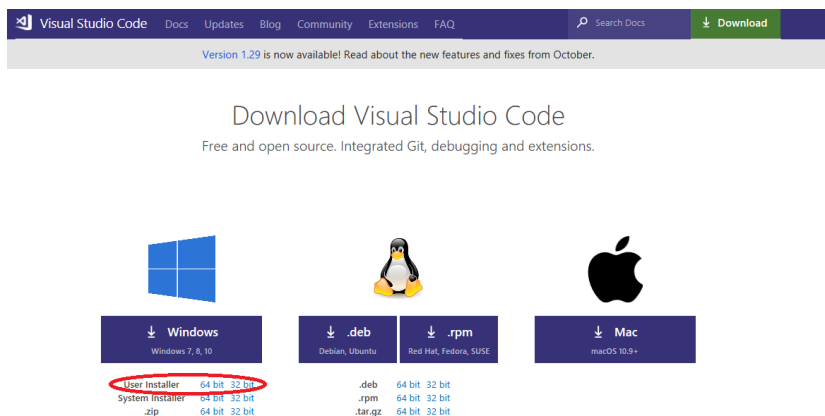 Visual Studio Code Docs Updates Blog Community Extensions FAQ Search Docs Download
Version 1.29 is now available! Read about the new features and fixes from October.
Download Visual Studio Code
Free and open source. Integrated Git, debugging and extensions.
Windows
Windows 7, 8, 10
User Installer 64 bit 32 bit
System Installer 64 bit 32 bit
.zip 64 bit 32 bit
.deb
Debian, Ubuntu
.rpm
Red Hat, Fedora, SUSE
.deb 64 bit 32 bit
.rpm 64 bit 32 bit
.tar.gz 64 bit 32 bit
Mac
macOS 10.9+